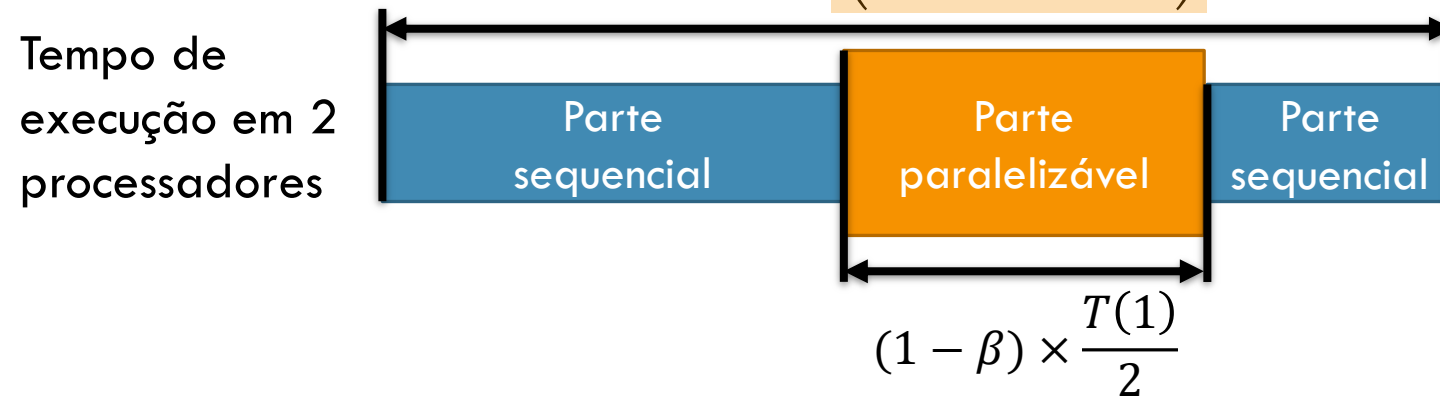 Tempo de
execução em 2
processadores
Parte
sequencial
Parte
paralelizável
Parte
sequencial
(1 − β) × T(1)/2